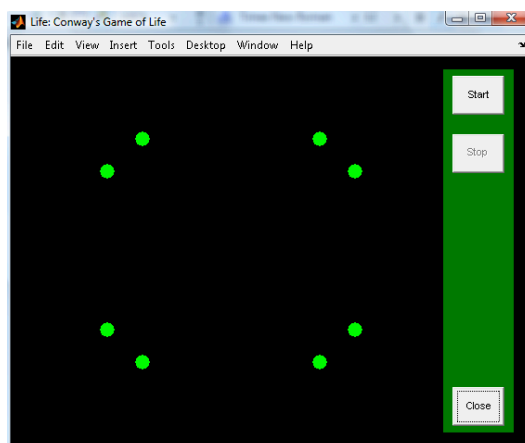 Life: Conway's Game of Life
File Edit View Insert Tools Desktop Window Help
Start
Stop
Close